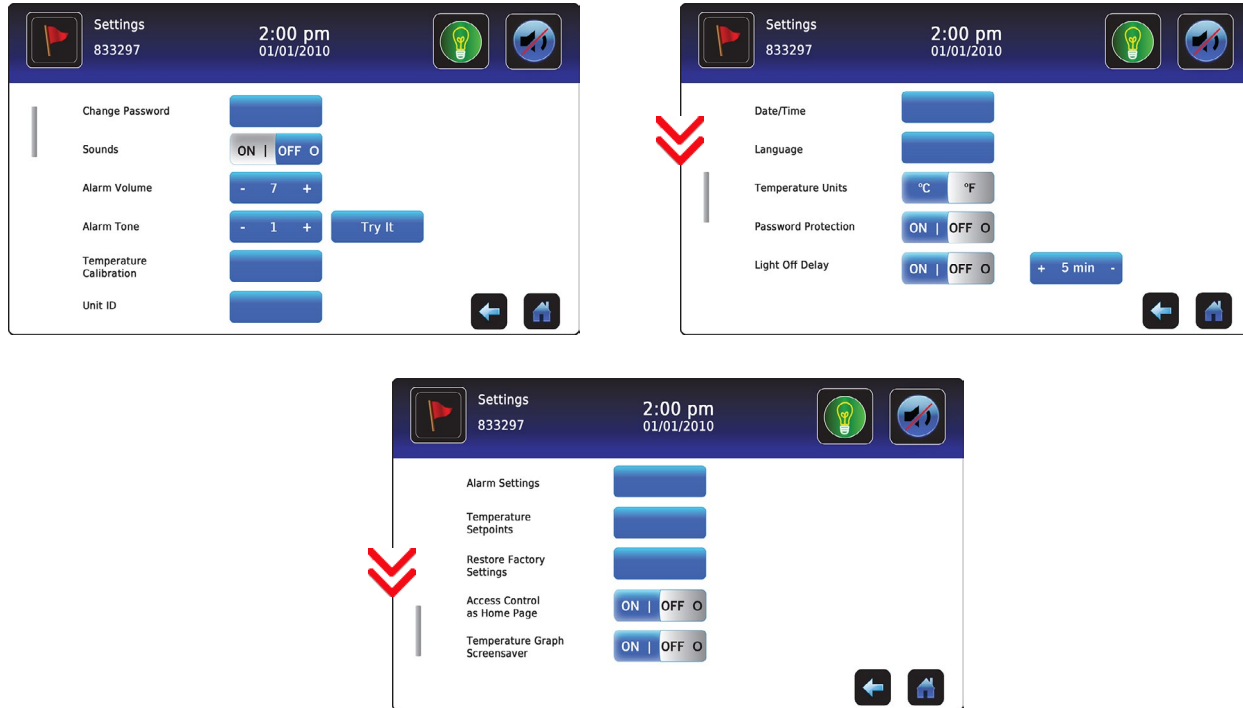 Settings
833297
2:00 pm
01/01/2010
Change Password
Sounds
ON | OFF O
Alarm Volume
- 7 +
Alarm Tone
- 1 +
Try It
Temperature
Calibration
Unit ID
Settings
833297
2:00 pm
01/01/2010
Date/Time
Language
Temperature Units
°C °F
Password Protection
ON | OFF O
Light Off Delay
ON | OFF O
+ 5 min -
Settings
833297
2:00 pm
01/01/2010
Alarm Settings
Temperature
Setpoints
Restore Factory
Settings
Access Control
as Home Page
ON | OFF O
Temperature Graph
Screensaver
ON | OFF O